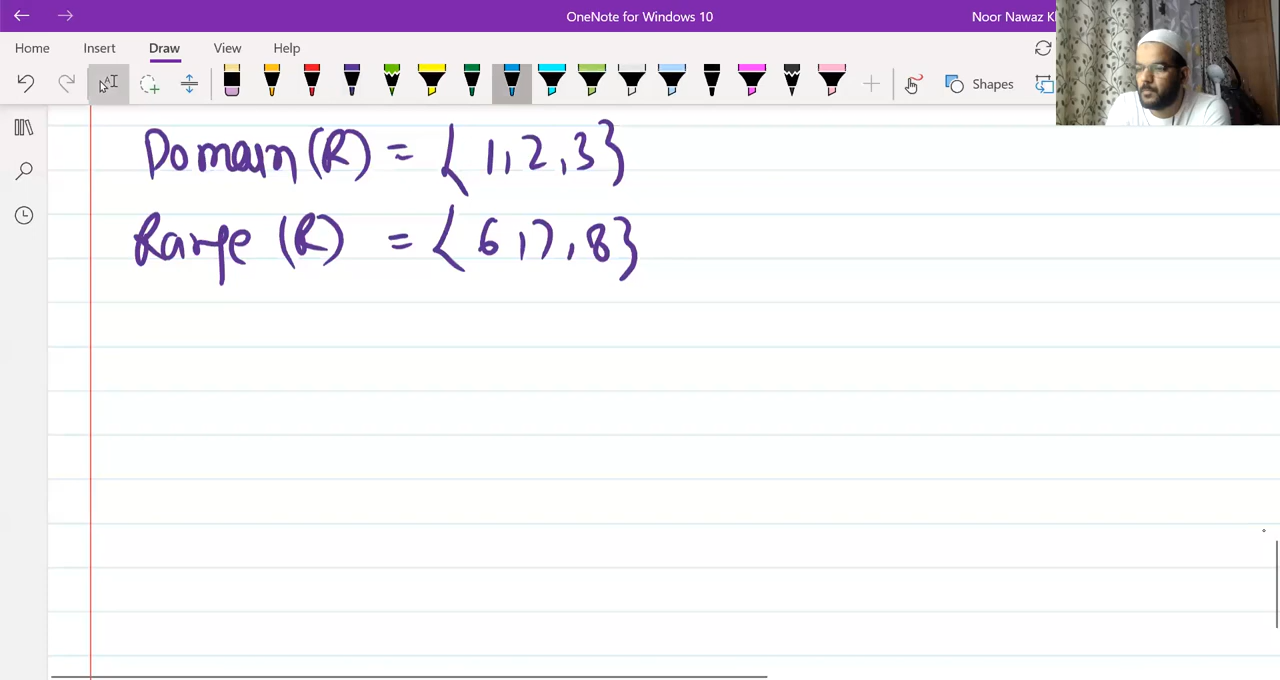 OneNote for Windows 10
Noor Nawaz K
Home Insert Draw View Help
Shapes
Domain (R) = { 1, 2, 3 }
Range (R) = { 6, 7, 8 }